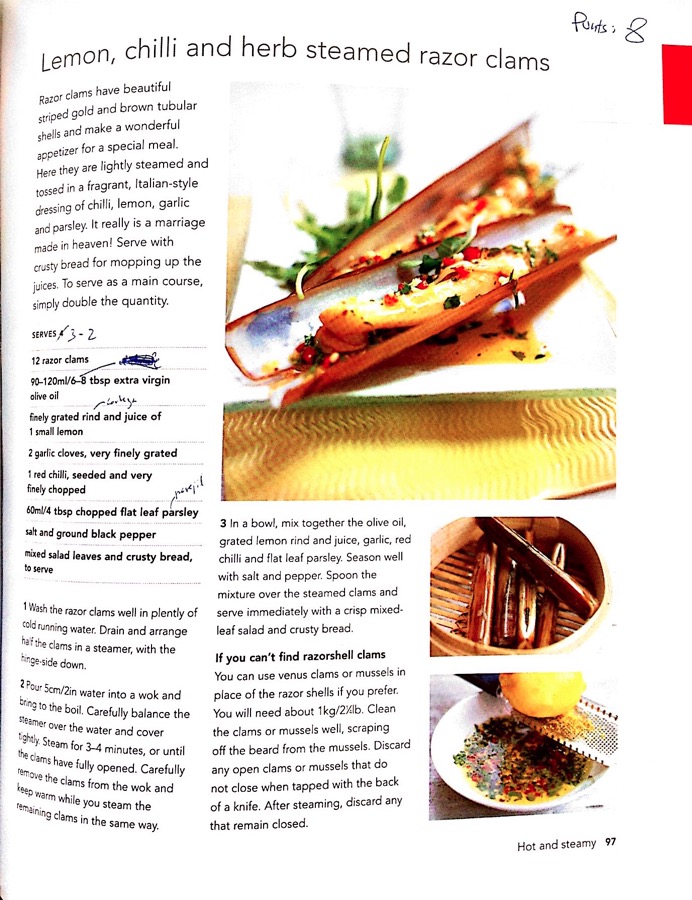 Points: 8
Lemon, chilli and herb steamed razor clams
Razor clams have beautiful
striped gold and brown tubular
shells and make a wonderful
appetizer for a special meal.
Here they are lightly steamed and
tossed in a fragrant, Italian-style
dressing of chilli, lemon, garlic
and parsley. It really is a marriage
made in heaven! Serve with
crusty bread for mopping up the
juices. To serve as a main course,
simply double the quantity.
SERVES 3-2
12 razor clams
90–120ml/6–8 tbsp extra virgin
olive oil
finely grated rind and juice of
1 small lemon
2 garlic cloves, very finely grated
1 red chilli, seeded and very
finely chopped
perejil
60ml/4 tbsp chopped flat leaf parsley
salt and ground black pepper
mixed salad leaves and crusty bread,
to serve
1 Wash the razor clams well in plently of
cold running water. Drain and arrange
half the clams in a steamer, with the
hinge-side down.
2 Pour 5cm/2in water into a wok and
bring to the boil. Carefully balance the
steamer over the water and cover
tightly. Steam for 3–4 minutes, or until
the clams have fully opened. Carefully
remove the clams from the wok and
keep warm while you steam the
remaining clams in the same way.
3 In a bowl, mix together the olive oil,
grated lemon rind and juice, garlic, red
chilli and flat leaf parsley. Season well
with salt and pepper. Spoon the
mixture over the steamed clams and
serve immediately with a crisp mixed-
leaf salad and crusty bread.
If you can't find razorshell clams
You can use venus clams or mussels in
place of the razor shells if you prefer.
You will need about 1kg/2¼lb. Clean
the clams or mussels well, scraping
off the beard from the mussels. Discard
any open clams or mussels that do
not close when tapped with the back
of a knife. After steaming, discard any
that remain closed.
Hot and steamy 97